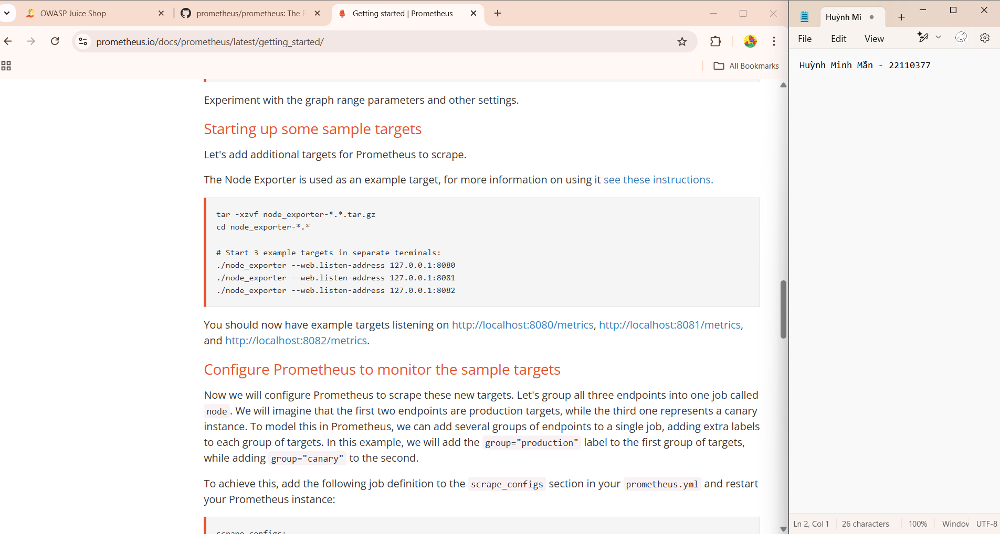 OWASP Juice Shop
prometheus/prometheus: The P
Getting started | Prometheus
prometheus.io/docs/prometheus/latest/getting_started/
All Bookmarks
Experiment with the graph range parameters and other settings.
Starting up some sample targets
Let's add additional targets for Prometheus to scrape.
The Node Exporter is used as an example target, for more information on using it see these instructions.
tar -xzvf node_exporter-*.*.tar.gz
cd node_exporter-*.*
# Start 3 example targets in separate terminals:
./node_exporter --web.listen-address 127.0.0.1:8080
./node_exporter --web.listen-address 127.0.0.1:8081
./node_exporter --web.listen-address 127.0.0.1:8082
You should now have example targets listening on http://localhost:8080/metrics, http://localhost:8081/metrics,
and http://localhost:8082/metrics.
Configure Prometheus to monitor the sample targets
Now we will configure Prometheus to scrape these new targets. Let's group all three endpoints into one job called
node. We will imagine that the first two endpoints are production targets, while the third one represents a canary
instance. To model this in Prometheus, we can add several groups of endpoints to a single job, adding extra labels
to each group of targets. In this example, we will add the group="production" label to the first group of targets,
while adding group="canary" to the second.
To achieve this, add the following job definition to the scrape_configs section in your prometheus.yml and restart
your Prometheus instance:
scrape_configs:
Huỳnh Mi
File Edit View
Huỳnh Minh Mẫn - 22110377
Ln 2, Col 1 26 characters 100% Window UTF-8